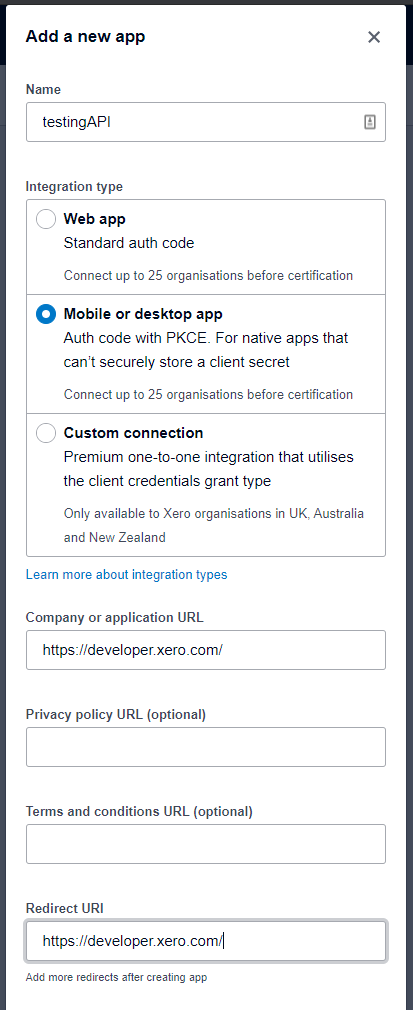 Add a new app
Name
testingAPI
Integration type
Web app
Standard auth code
Connect up to 25 organisations before certification
Mobile or desktop app
Auth code with PKCE. For native apps that
can't securely store a client secret
Connect up to 25 organisations before certification
Custom connection
Premium one-to-one integration that utilises
the client credentials grant type
Only available to Xero organisations in UK, Australia
and New Zealand
Learn more about integration types
Company or application URL
https://developer.xero.com/
Privacy policy URL (optional)
Terms and conditions URL (optional)
Redirect URI
https://developer.xero.com/
Add more redirects after creating app